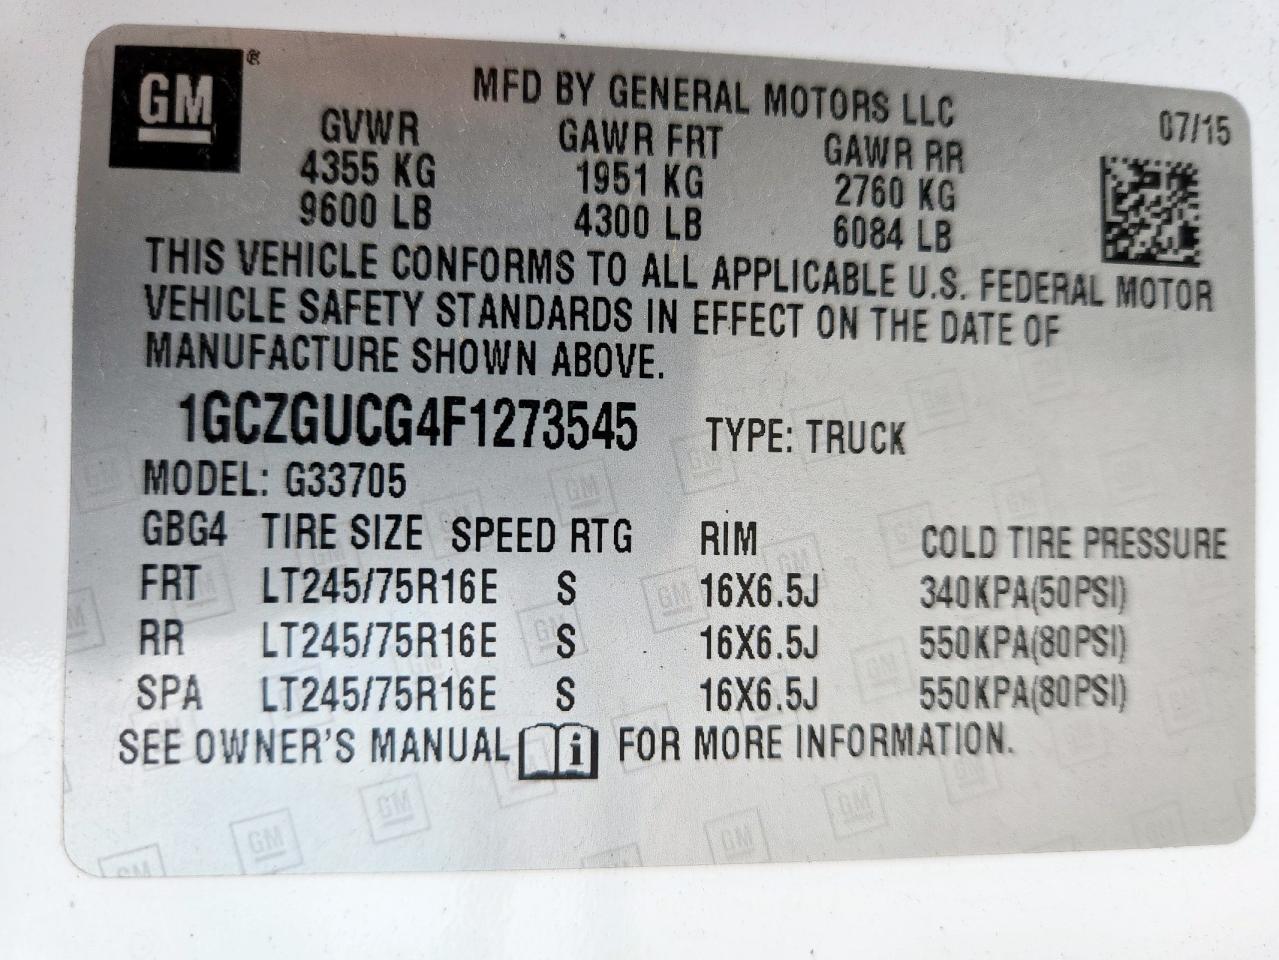 GM®
MFD BY GENERAL MOTORS LLC
07/15
GVWR GAWR FRT GAWR RR
4355 KG 1951 KG 2760 KG
9600 LB 4300 LB 6084 LB
THIS VEHICLE CONFORMS TO ALL APPLICABLE U.S. FEDERAL MOTOR
VEHICLE SAFETY STANDARDS IN EFFECT ON THE DATE OF
MANUFACTURE SHOWN ABOVE.
1GCZGUCG4F1273545 TYPE: TRUCK
MODEL: G33705
GBG4 TIRE SIZE SPEED RTG RIM COLD TIRE PRESSURE
FRT LT245/75R16E S 16X6.5J 340KPA(50PSI)
RR LT245/75R16E S 16X6.5J 550KPA(80PSI)
SPA LT245/75R16E S 16X6.5J 550KPA(80PSI)
SEE OWNER'S MANUAL i FOR MORE INFORMATION.